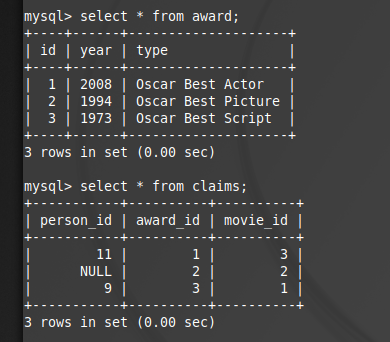 mysql> select * from award;
+----+------+--------------------+
| id | year | type               |
+----+------+--------------------+
|  1 | 2008 | Oscar Best Actor   |
|  2 | 1994 | Oscar Best Picture |
|  3 | 1973 | Oscar Best Script  |
+----+------+--------------------+
3 rows in set (0.00 sec)

mysql> select * from claims;
+-----------+----------+----------+
| person_id | award_id | movie_id |
+-----------+----------+----------+
|        11 |        1 |        3 |
|      NULL |        2 |        2 |
|         9 |        3 |        1 |
+-----------+----------+----------+
3 rows in set (0.00 sec)